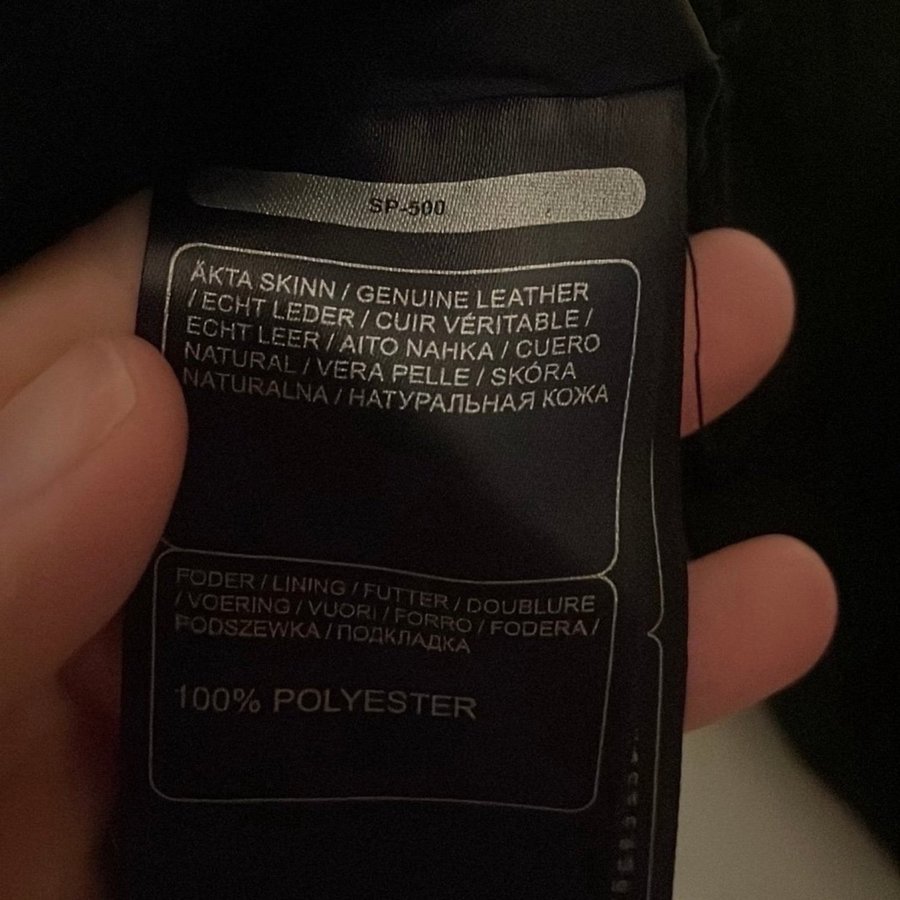 SP-500
ÄKTA SKINN / GENUINE LEATHER
/ ECHT LEDER / CUIR VÉRITABLE /
ECHT LEER / AITO NAHKA / CUERO
NATURAL / VERA PELLE / SKÓRA
NATURALNA / НАТУРАЛЬНАЯ КОЖА
FODER / LINING / FUTTER / DOUBLURE
/ VOERING / VUORI / FORRO / FODERA /
PODSZEWKA / ПОДКЛАДКА
100% POLYESTER